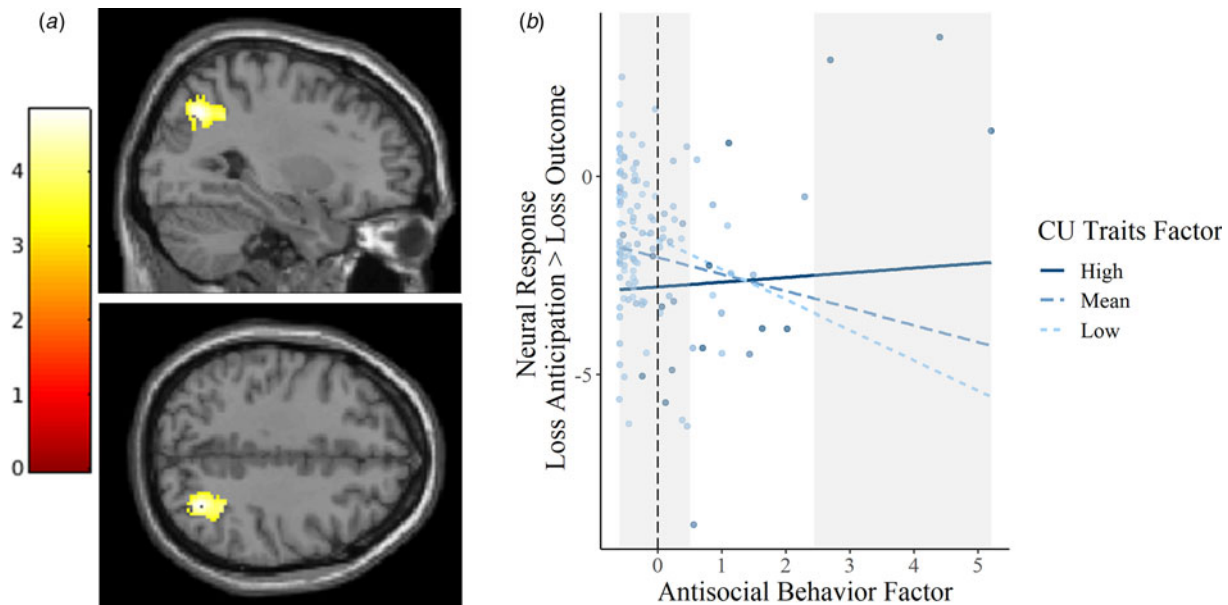 (a)
4
3
2
1
0
(b)
Neural Response
Loss Anticipation > Loss Outcome
0
-5
0 1 2 3 4 5
Antisocial Behavior Factor
CU Traits Factor
High
Mean
Low